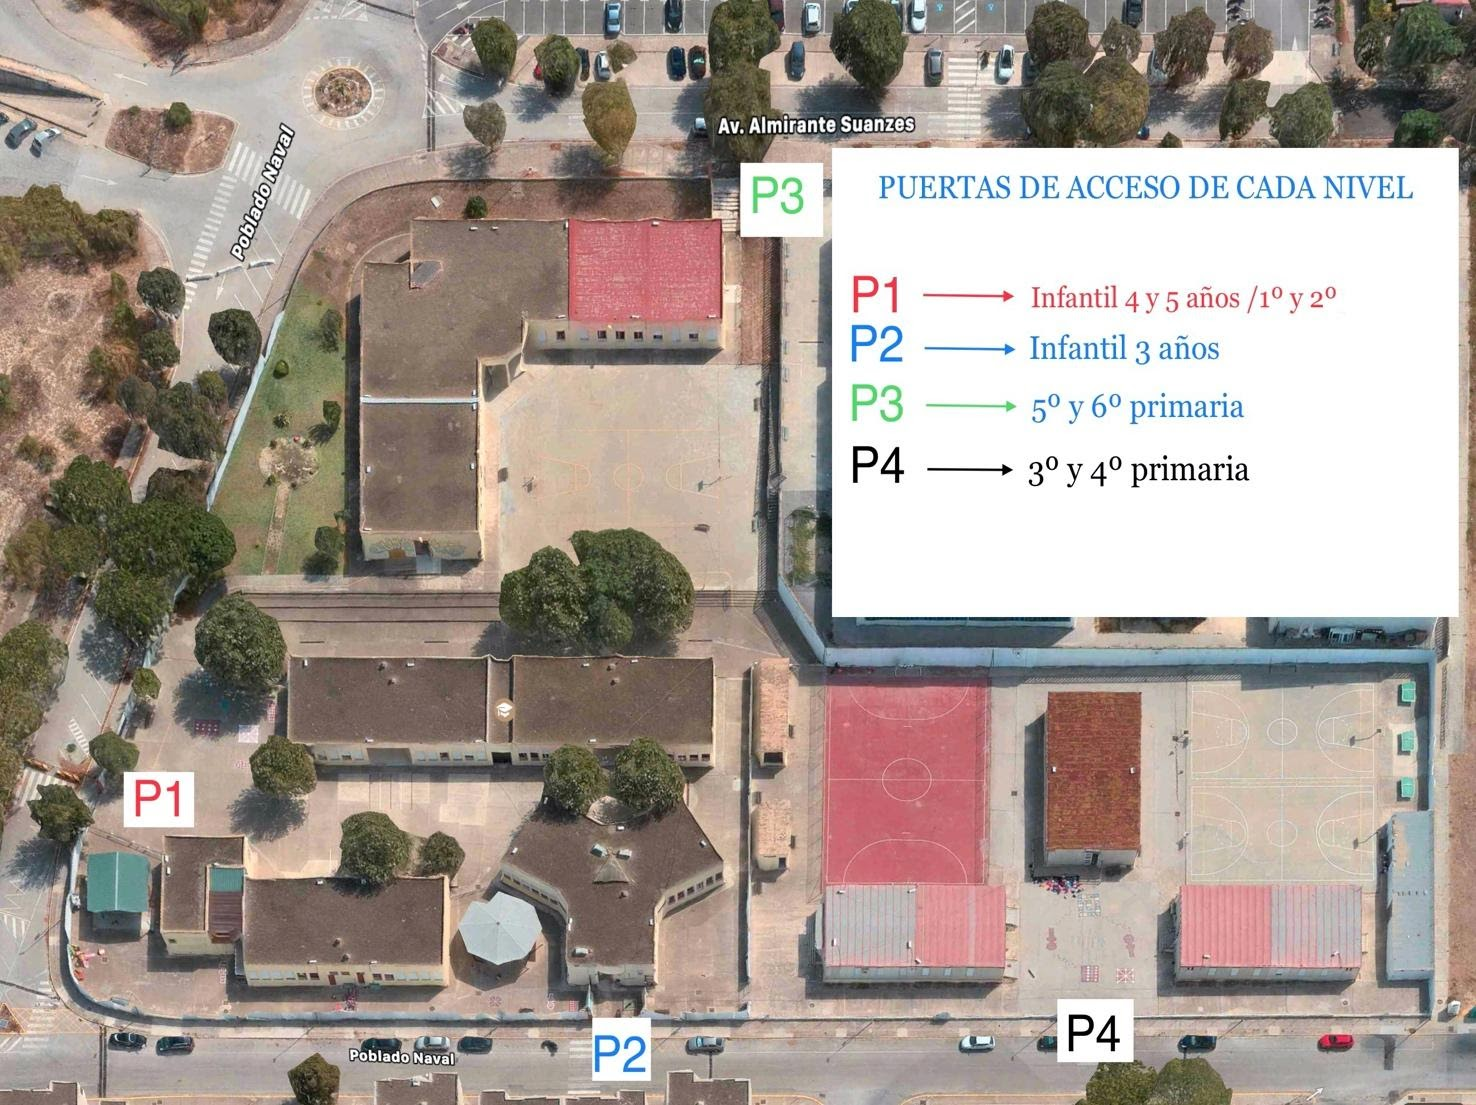 Av. Almirante Suanzes
Poblado Naval
P3
PUERTAS DE ACCESO DE CADA NIVEL
P1 Infantil 4 y 5 años /1º y 2º
P2 Infantil 3 años
P3 5º y 6º primaria
P4 3º y 4º primaria
P1
P4
P2
Poblado Naval